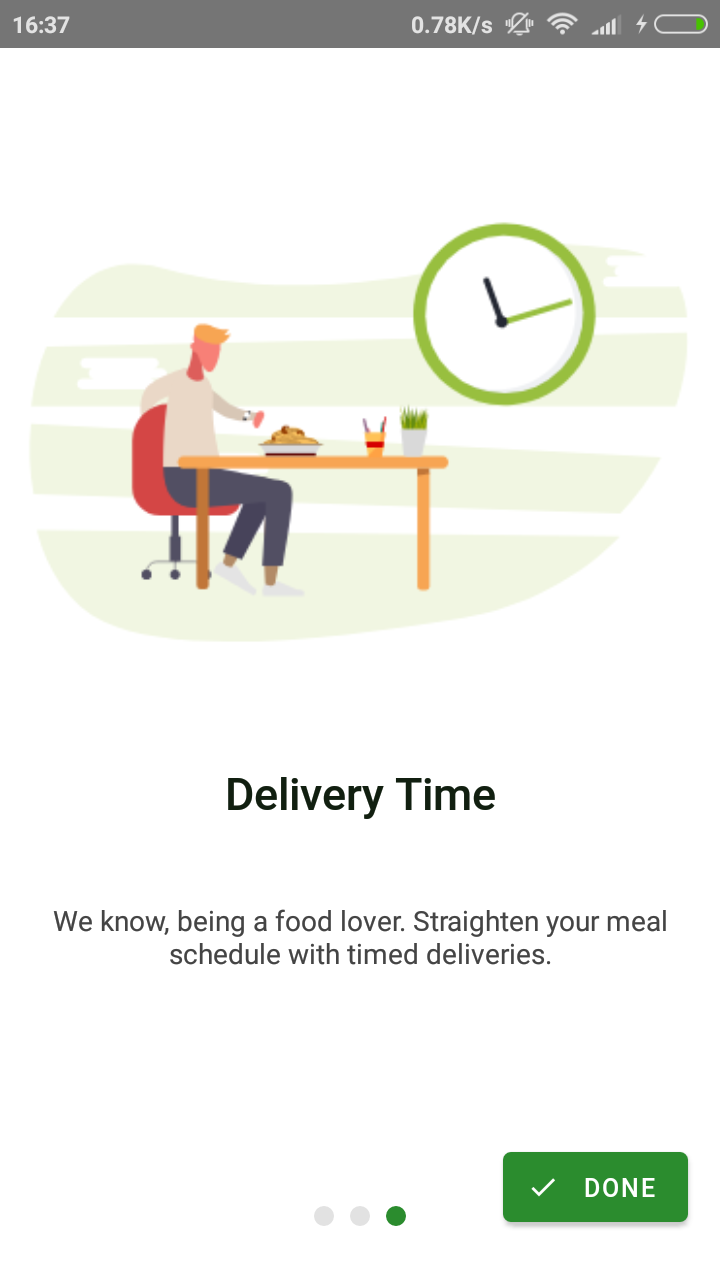 16:37 0.78K/s
Delivery Time
We know, being a food lover. Straighten your meal
schedule with timed deliveries.
DONE